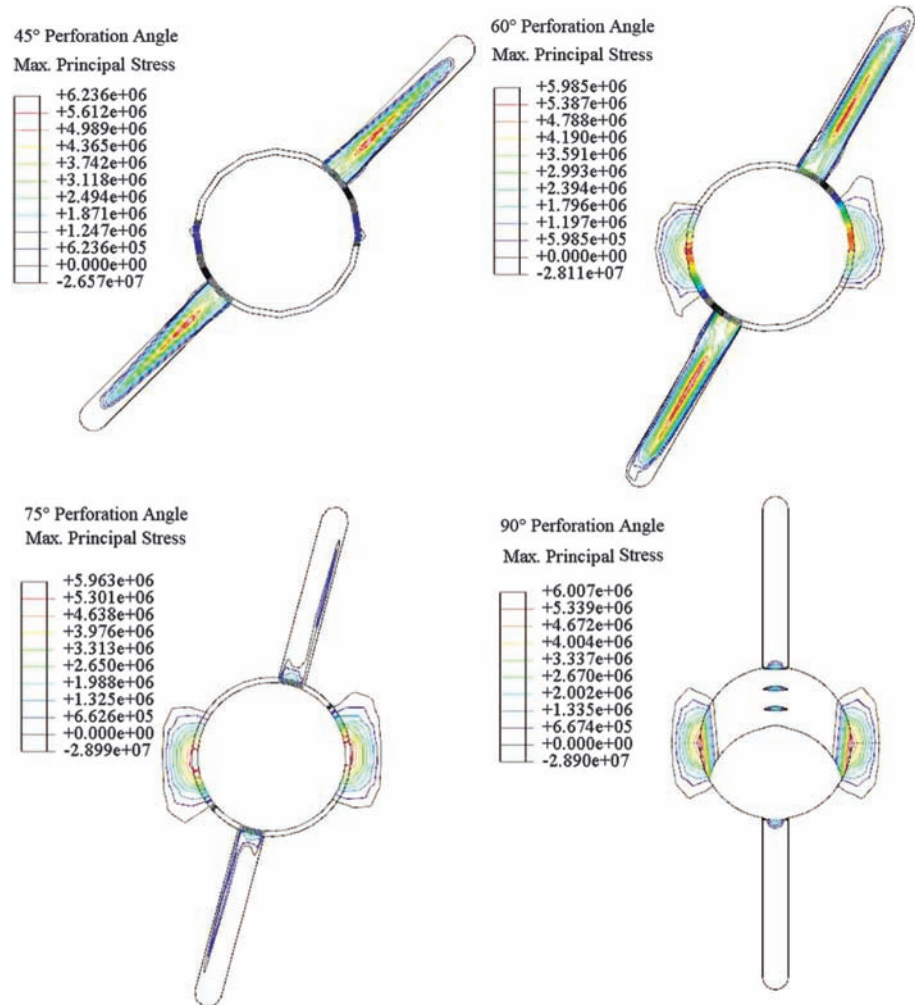 45° Perforation Angle
Max. Principal Stress
+6.236e+06
+5.612e+06
+4.989e+06
+4.365e+06
+3.742e+06
+3.118e+06
+2.494e+06
+1.871e+06
+1.247e+06
+6.236e+05
+0.000e+00
-2.657e+07
60° Perforation Angle
Max. Principal Stress
+5.985e+06
+5.387e+06
+4.788e+06
+4.190e+06
+3.591e+06
+2.993e+06
+2.394e+06
+1.796e+06
+1.197e+06
+5.985e+05
+0.000e+00
-2.811e+07
75° Perforation Angle
Max. Principal Stress
+5.963e+06
+5.301e+06
+4.638e+06
+3.976e+06
+3.313e+06
+2.650e+06
+1.988e+06
+1.325e+06
+6.626e+05
+0.000e+00
-2.899e+07
90° Perforation Angle
Max. Principal Stress
+6.007e+06
+5.339e+06
+4.672e+06
+4.004e+06
+3.337e+06
+2.670e+06
+2.002e+06
+1.335e+06
+6.674e+05
+0.000e+00
-2.890e+07